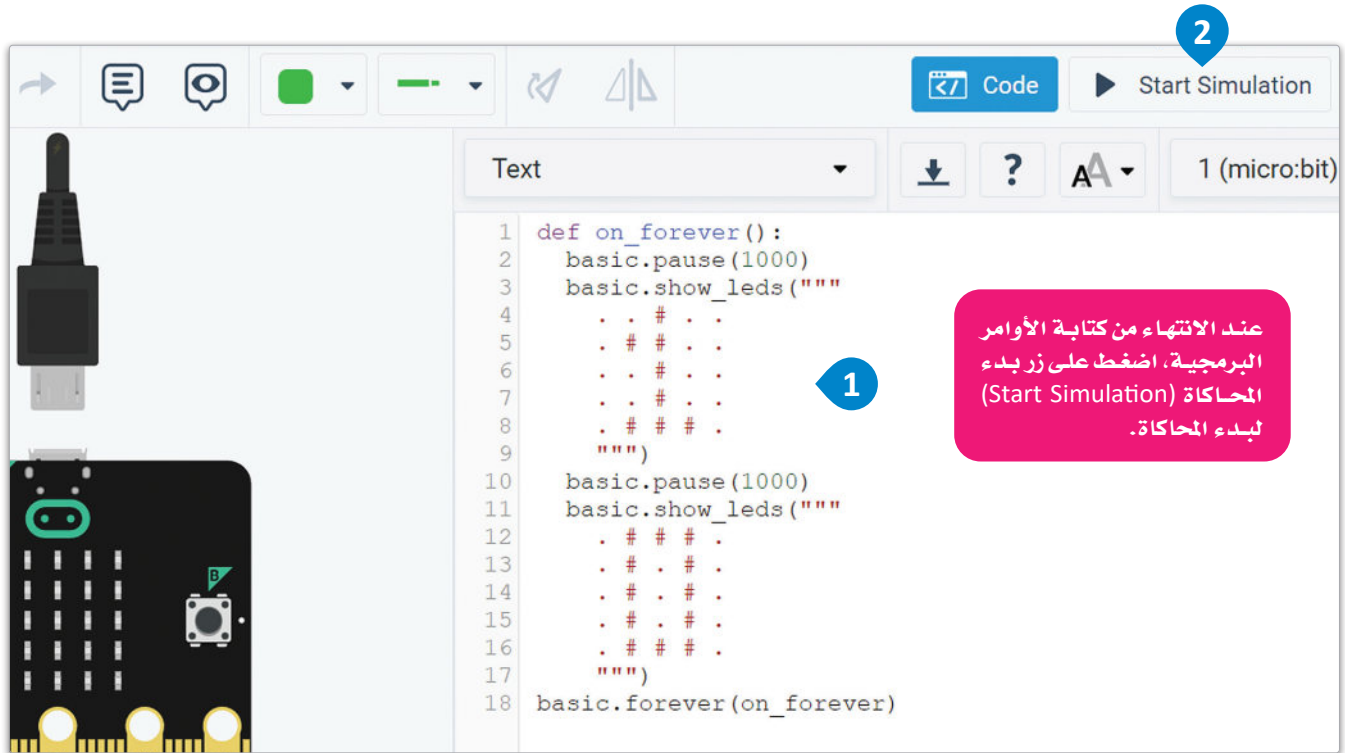 2
Code
Start Simulation
Text
?
AA
1 (micro:bit)
1 def on_forever():
2   basic.pause(1000)
3   basic.show_leds("""
4     . . # . .
5     . # # . .
6     . . # . .
7     . . # . .
8     . # # # .
9     """)
10   basic.pause(1000)
11   basic.show_leds("""
12     . # # # .
13     . # . # .
14     . # . # .
15     . # . # .
16     . # # # .
17     """)
18 basic.forever(on_forever)
1
عند الانتهاء من كتابة الأوامر
البرمجية، اضغط على زر بدء
المحاكاة (Start Simulation)
لبدء المحاكاة.
B